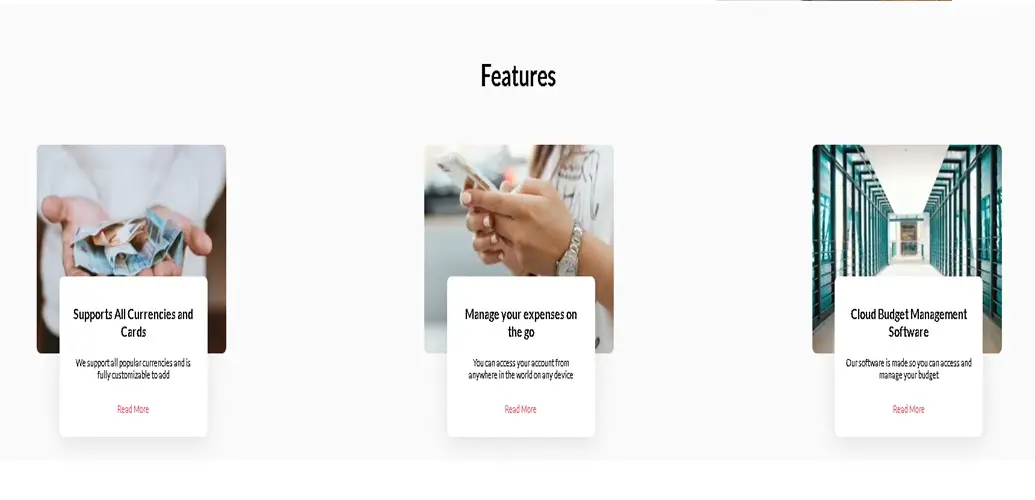 Features
Supports All Currencies and
Cards
We support all popular currencies and is
fully customizable to add
Read More
Manage your expenses on
the go
You can access your account from
anywhere in the world on any device
Read More
Cloud Budget Management
Software
Our software is made so you can access and
manage your budget
Read More